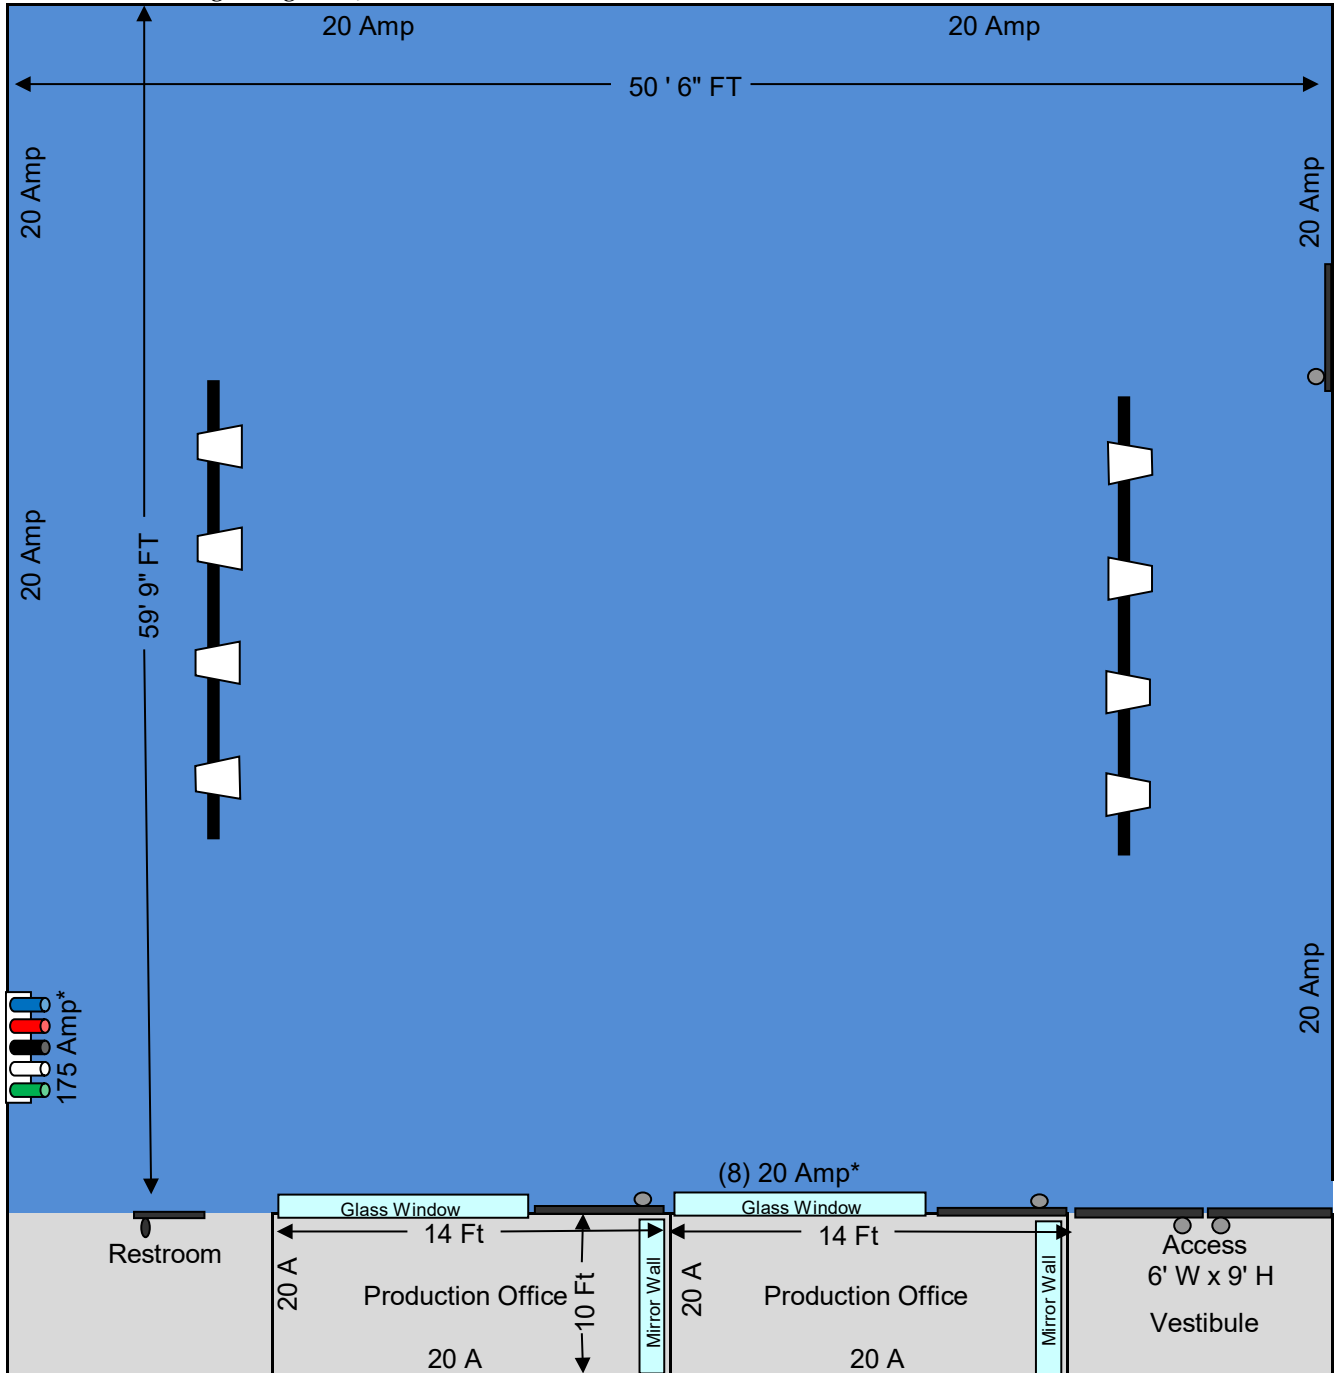 20 Amp
20 Amp
50 ' 6" FT
20 Amp
20 Amp
20 Amp
59' 9" FT
20 Amp
175 Amp*
(8) 20 Amp*
Glass Window
Glass Window
14 Ft
14 Ft
Restroom
Access
6' W x 9' H
Vestibule
20 A
Production Office
10 Ft
Mirror Wall
20 A
20 A
Production Office
Mirror Wall
20 A